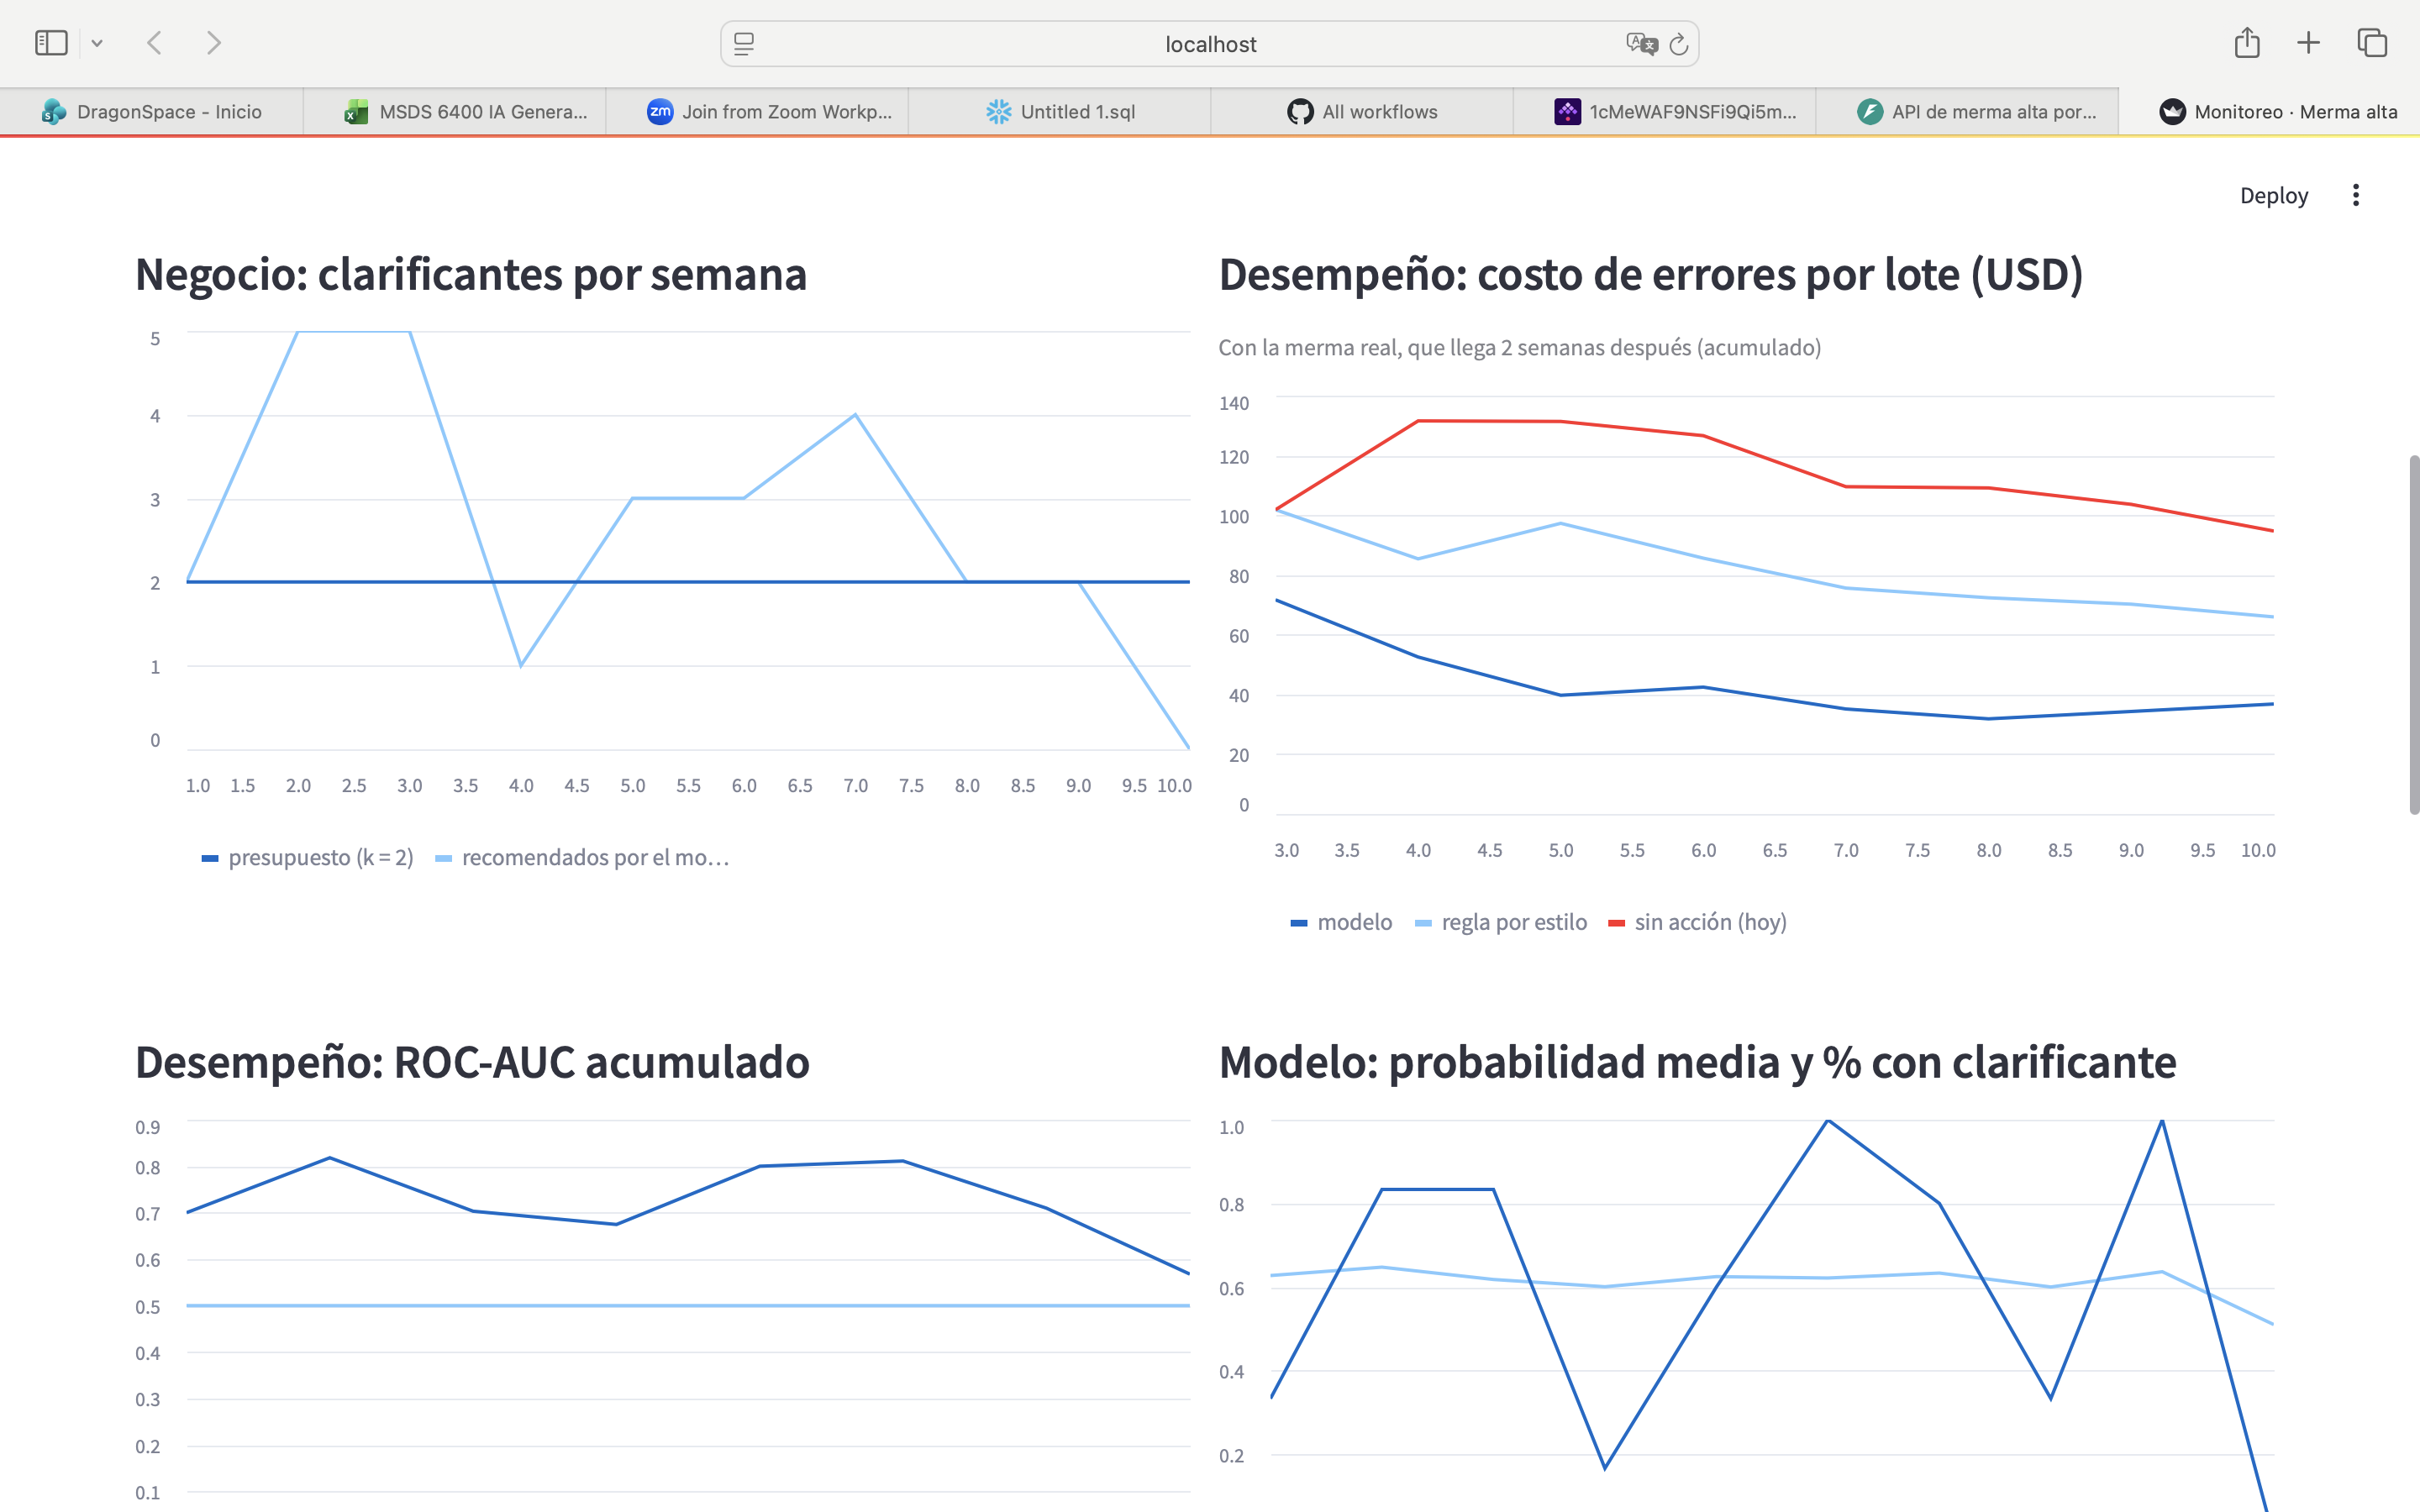 localhost
DragonSpace - Inicio
MSDS 6400 IA Genera...
Join from Zoom Workp...
Untitled 1.sql
All workflows
1cMeWAF9NSFi9Qi5m...
API de merma alta por...
Monitoreo · Merma alta
Deploy
Negocio: clarificantes por semana
5
4
3
2
1
0
1.0 1.5 2.0 2.5 3.0 3.5 4.0 4.5 5.0 5.5 6.0 6.5 7.0 7.5 8.0 8.5 9.0 9.5 10.0
presupuesto (k = 2) recomendados por el mo…
Desempeño: costo de errores por lote (USD)
Con la merma real, que llega 2 semanas después (acumulado)
140
120
100
80
60
40
20
0
3.0 3.5 4.0 4.5 5.0 5.5 6.0 6.5 7.0 7.5 8.0 8.5 9.0 9.5 10.0
modelo regla por estilo sin acción (hoy)
Desempeño: ROC-AUC acumulado
0.9
0.8
0.7
0.6
0.5
0.4
0.3
0.2
0.1
Modelo: probabilidad media y % con clarificante
1.0
0.8
0.6
0.4
0.2